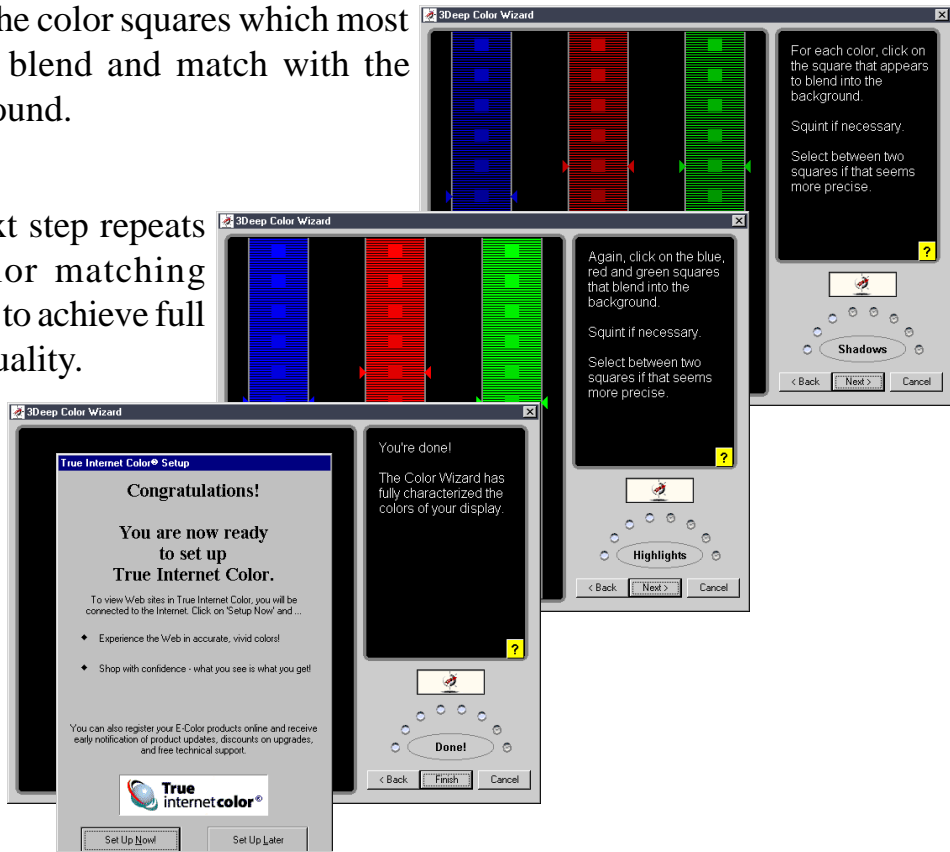 he color squares which most
blend and match with the
ound.
xt step repeats
lor matching
to achieve full
uality.
3Deep Color Wizard
For each color, click on
the square that appears
to blend into the
background.
Squint if necessary.
Select between two
squares if that seems
more precise.
?
Shadows
< Back
Next >
Cancel
3Deep Color Wizard
Again, click on the blue,
red and green squares
that blend into the
background.
Squint if necessary.
Select between two
squares if that seems
more precise.
?
Highlights
< Back
Next >
Cancel
3Deep Color Wizard
True Internet Color® Setup
Congratulations!
You are now ready
to set up
True Internet Color.
To view Web sites in True Internet Color, you will be
connected to the Internet. Click on 'Setup Now' and ...
Experience the Web in accurate, vivid colors!
Shop with confidence - what you see is what you get!
You can also register your E-Color products online and receive
early notification of product updates, discounts on upgrades,
and free technical support.
True
internetcolor®
Set Up Now!
Set Up Later
You're done!
The Color Wizard has
fully characterized the
colors of your display.
?
Done!
< Back
Finish
Cancel